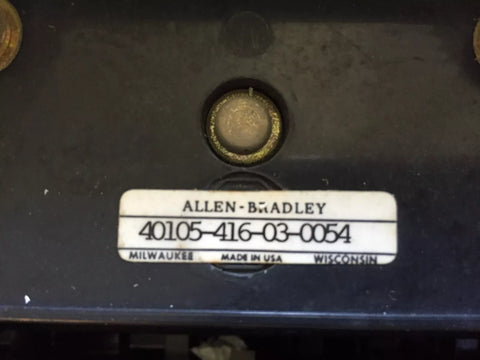 ALLEN-BRADLEY
40105-416-03-0054
MILWAUKEE MADE IN USA WISCONSIN